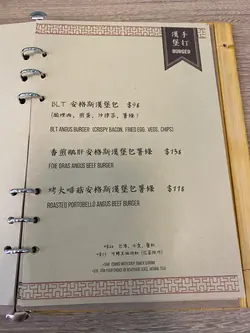 手打
漢堡
BURGER
BLT 安格斯漢堡包 $98
(脆煙肉, 煎蛋, 沙律菜, 薯條)
BLT ANGUS BURGER (CRISPY BACON, FRIED EGG, VEGS, CHIPS)
香煎鵝肝安格斯漢堡包薯條 $138
FOIE GRAS ANGUS BEEF BURGER
烤大啡菇安格斯漢堡包薯條 $118
ROASTED PORTOBELLO ANGUS BEEF BURGER